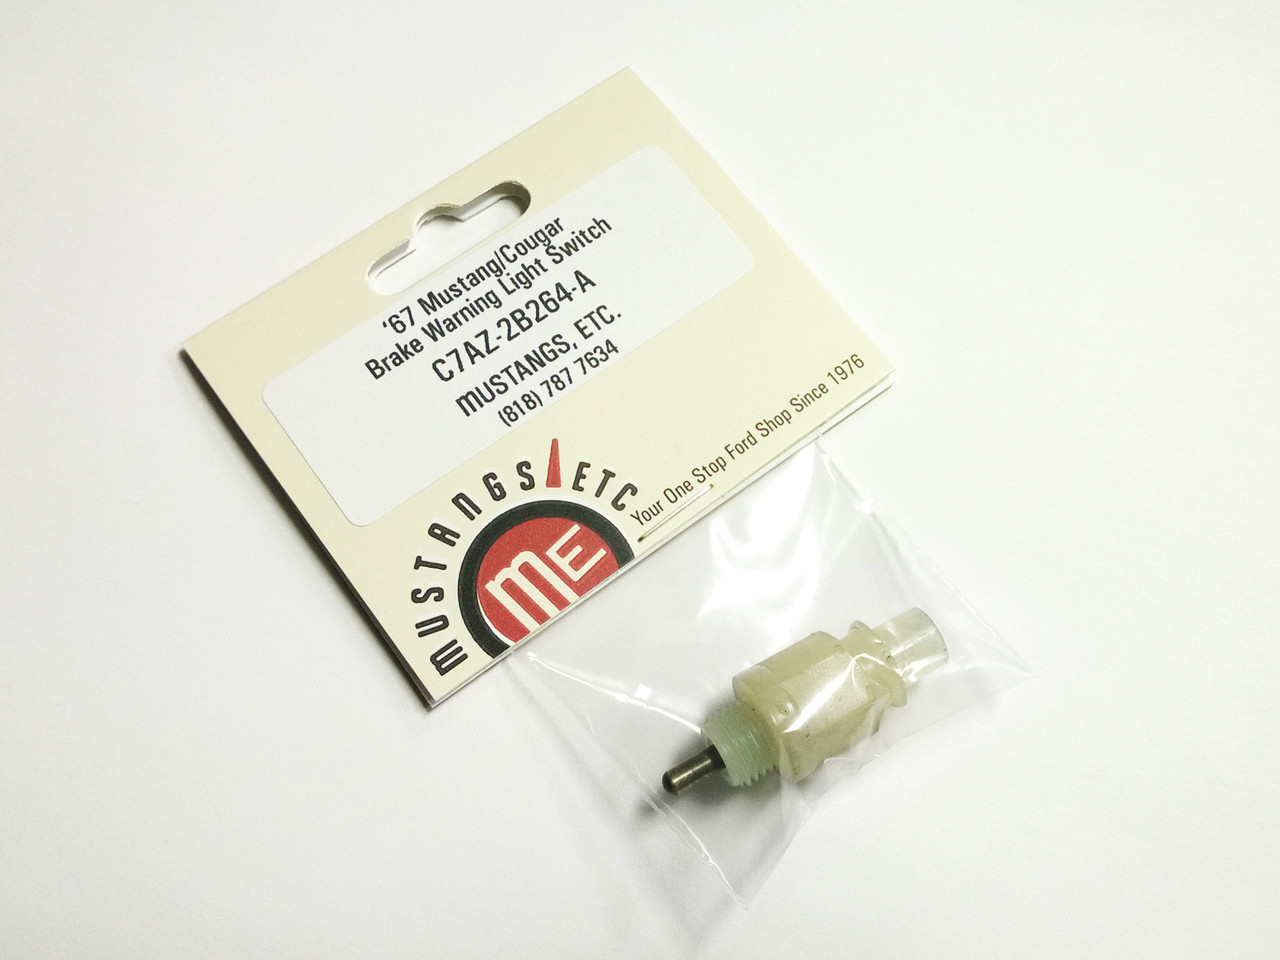 ‘67 Mustang/Cougar
Brake Warning Light Switch
C7AZ-2B264-A
MUSTANGS, ETC.
(818) 787 7634
Your One Stop Ford Shop Since 1976
MUSTANGS ETC
ME